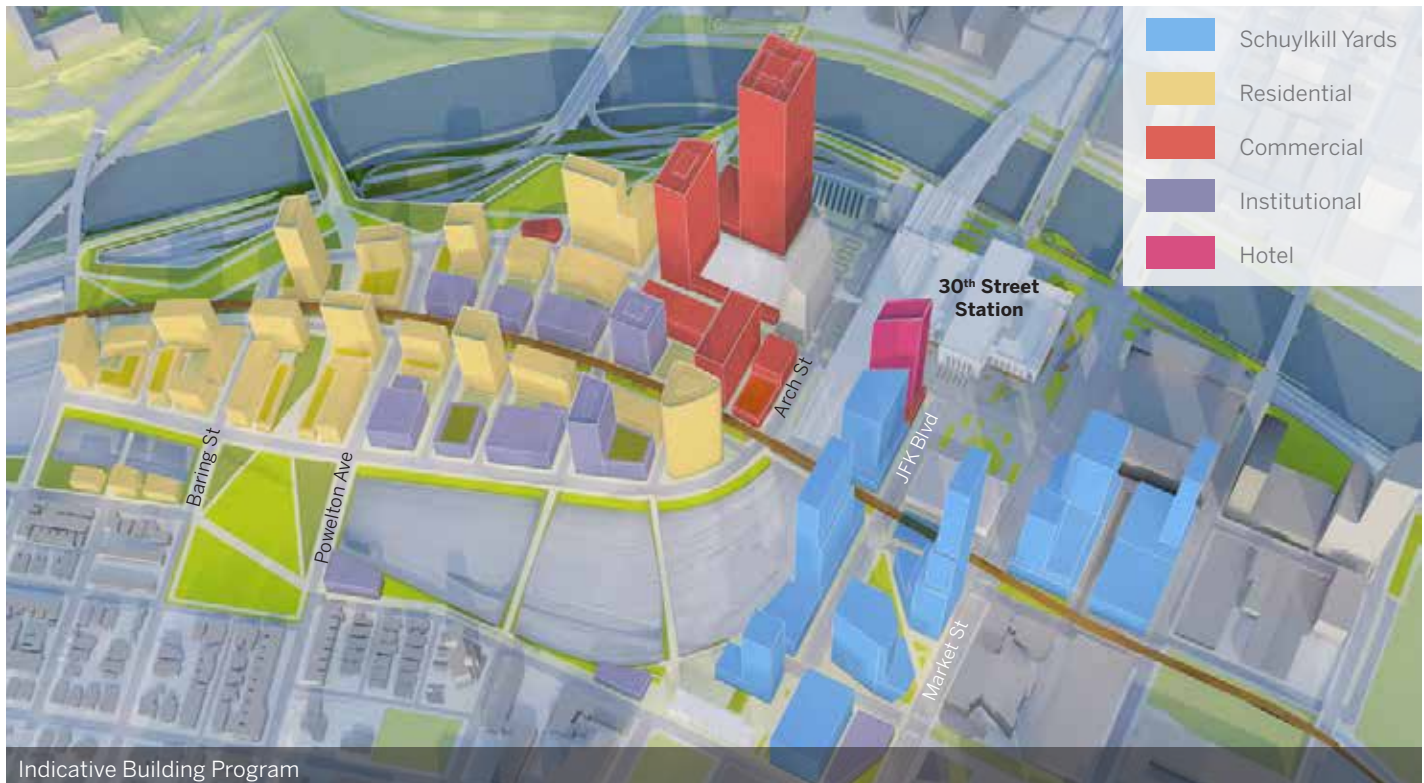 Schuylkill Yards
Residential
Commercial
Institutional
Hotel
30th Street
Station
Arch St
JFK Blvd
Baring St
Powelton Ave
Market St
Indicative Building Program